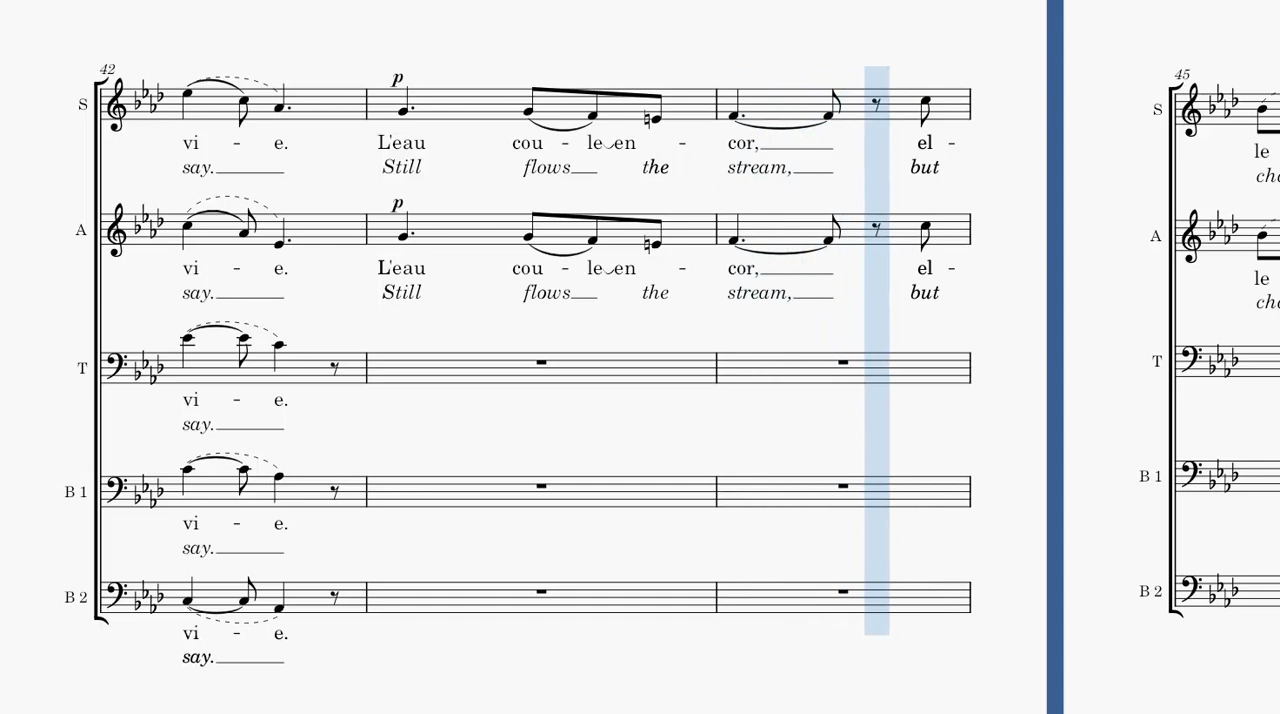 42
p
S
vi - e. L'eau cou - le‿en - cor, el -
say. Still flows the stream, but
p
A
vi - e. L'eau cou - le‿en - cor, el -
say. Still flows the stream, but
T
vi - e.
say.
B 1
vi - e.
say.
B 2
vi - e.
say.
45
S
le
A
le
T
B 1
B 2